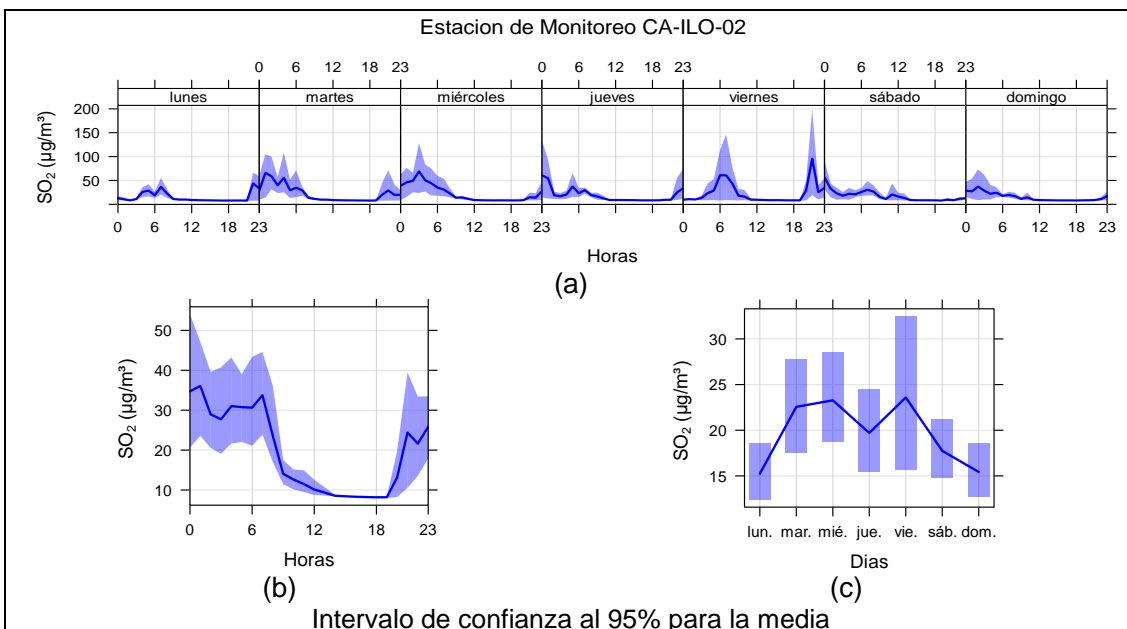 Estacion de Monitoreo CA-ILO-02
0 6 12 18 23 0 6 12 18 23 0 6 12 18 23
lunes martes miércoles jueves viernes sábado domingo
200
150
100
50
SO₂ (µg/m³)
0 6 12 18 23 0 6 12 18 23 0 6 12 18 23 0 6 12 18 23
Horas
(a)
50
40
30
20
10
SO₂ (µg/m³)
0 6 12 18 23
Horas
(b)
30
25
20
15
SO₂ (µg/m³)
lun. mar. mié. jue. vie. sáb. dom.
Dias
(c)
Intervalo de confianza al 95% para la media